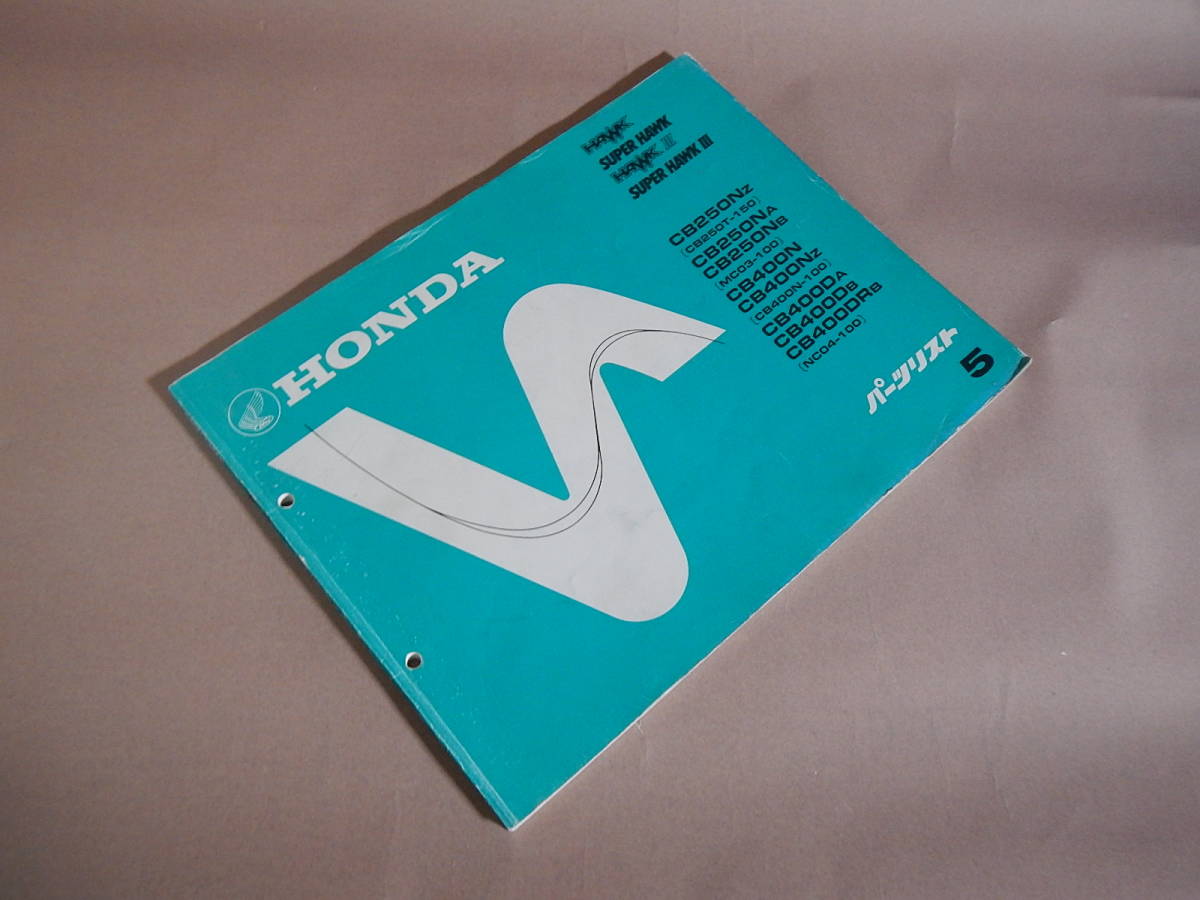 HONDA
HAWK
SUPER HAWK
HAWK III
SUPER HAWK III
CB250Nz
(CB250T-150)
CB250NA
CB250NB
(MC03-100)
CB400N
CB400Nz
(CB400N-100)
CB400DA
CB400DB
CB400DRB
(NC04-100)
パーツリスト
5